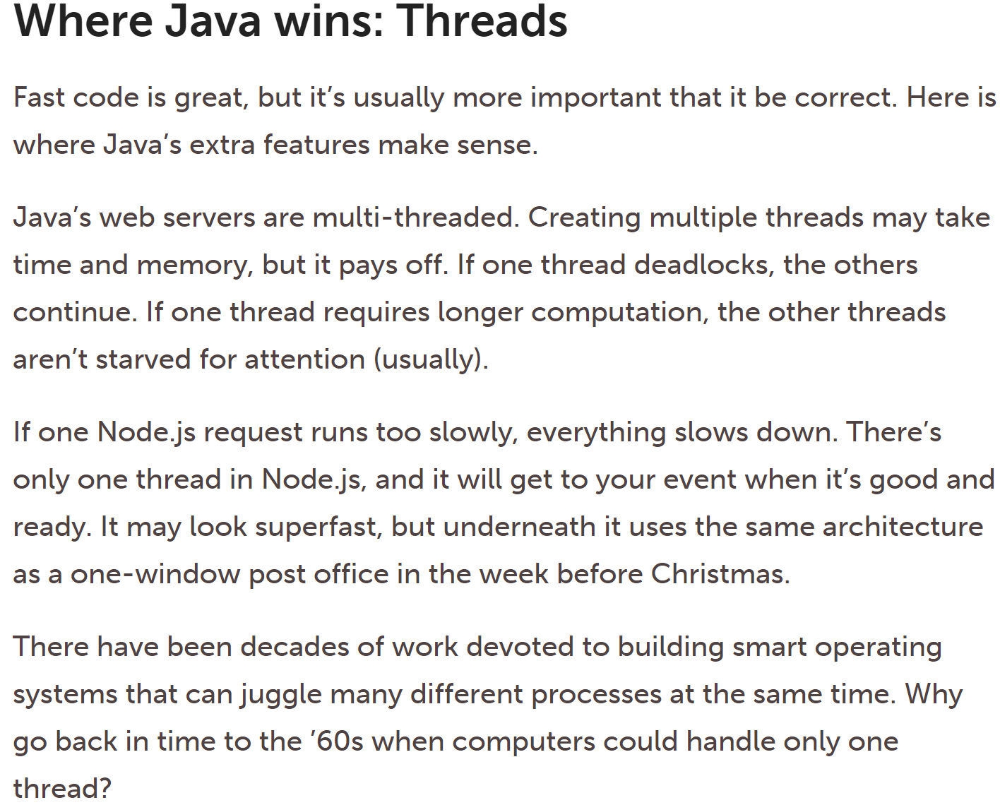 Where Java wins: Threads
Fast code is great, but it’s usually more important that it be correct. Here is
where Java’s extra features make sense.
Java’s web servers are multi-threaded. Creating multiple threads may take
time and memory, but it pays off. If one thread deadlocks, the others
continue. If one thread requires longer computation, the other threads
aren’t starved for attention (usually).
If one Node.js request runs too slowly, everything slows down. There’s
only one thread in Node.js, and it will get to your event when it’s good and
ready. It may look superfast, but underneath it uses the same architecture
as a one-window post office in the week before Christmas.
There have been decades of work devoted to building smart operating
systems that can juggle many different processes at the same time. Why
go back in time to the ’60s when computers could handle only one
thread?